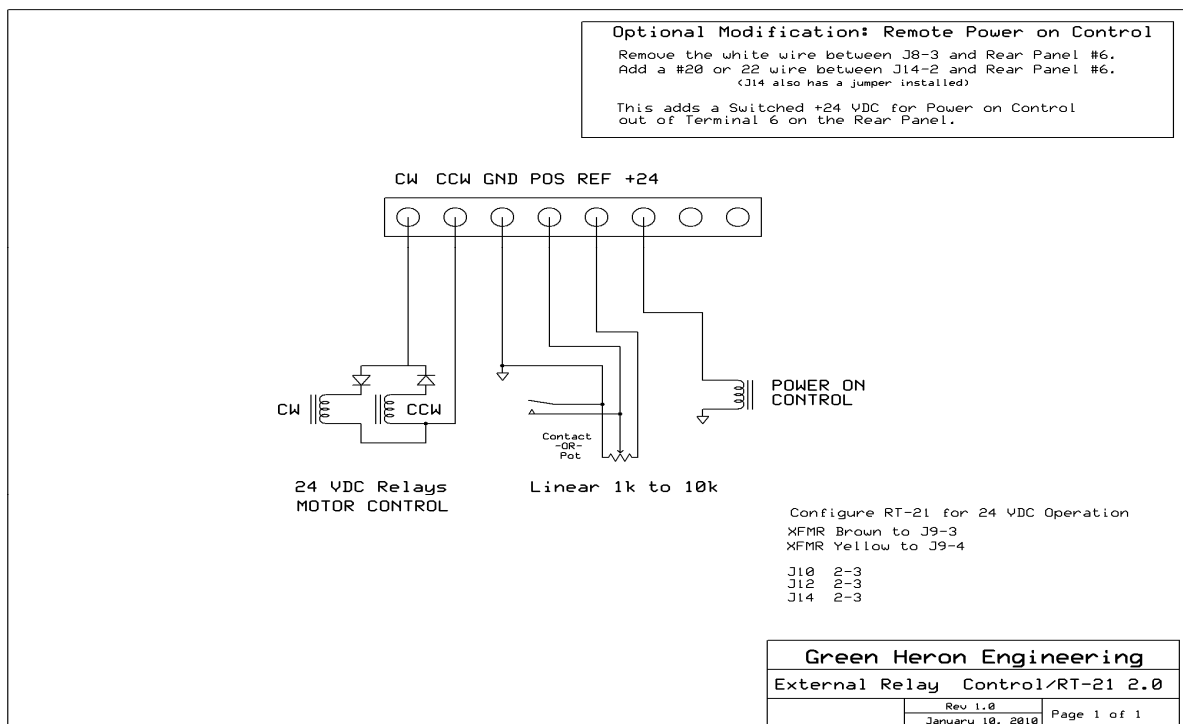 Optional Modification: Remote Power on Control
Remove the white wire between J8-3 and Rear Panel #6.
Add a #20 or 22 wire between J14-2 and Rear Panel #6.
(J14 also has a jumper installed)
This adds a Switched +24 VDC for Power on Control
out of Terminal 6 on the Rear Panel.
CW CCW GND POS REF +24
CW
CCW
POWER ON
CONTROL
Contact
-OR-
Pot
24 VDC Relays
MOTOR CONTROL
Linear 1k to 10k
Configure RT-21 for 24 VDC Operation
XFMR Brown to J9-3
XFMR Yellow to J9-4
J10 2-3
J12 2-3
J14 2-3
Green Heron Engineering
External Relay Control/RT-21 2.0
Rev 1.0
January 10, 2010
Page 1 of 1